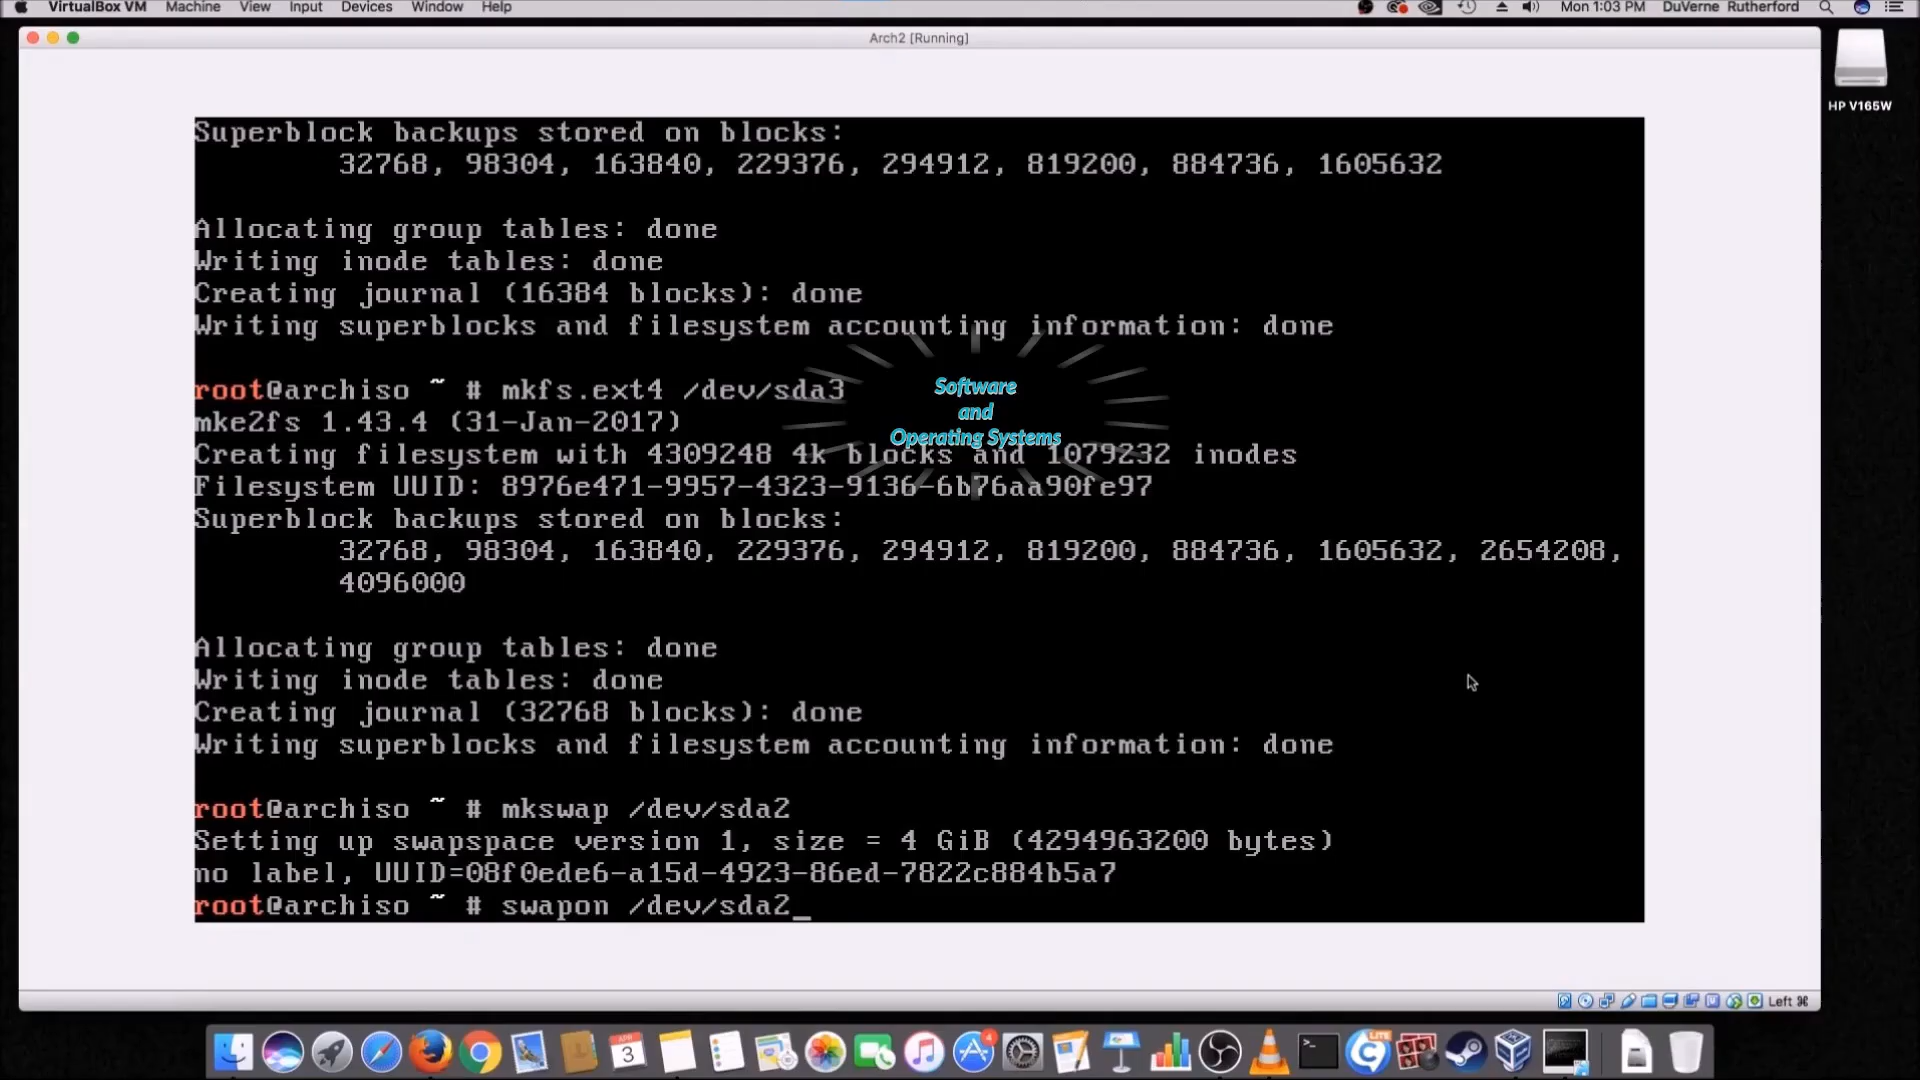 VirtualBox VM Machine View Input Devices Window Help Mon 1:03 PM DuVerne Rutherford
Arch2 [Running]
HP V165W
Superblock backups stored on blocks:
32768, 98304, 163840, 229376, 294912, 819200, 884736, 1605632
Allocating group tables: done
Writing inode tables: done
Creating journal (16384 blocks): done
Writing superblocks and filesystem accounting information: done
root@archiso ~ # mkfs.ext4 /dev/sda3
mke2fs 1.43.4 (31-Jan-2017)
Creating filesystem with 4309248 4k blocks and 1079232 inodes
Filesystem UUID: 8976e471-9957-4323-9136-6b76aa90fe97
Superblock backups stored on blocks:
32768, 98304, 163840, 229376, 294912, 819200, 884736, 1605632, 2654208,
4096000
Allocating group tables: done
Writing inode tables: done
Creating journal (32768 blocks): done
Writing superblocks and filesystem accounting information: done
root@archiso ~ # mkswap /dev/sda2
Setting up swapspace version 1, size = 4 GiB (4294963200 bytes)
no label, UUID=08f0ede6-a15d-4923-86ed-7822c884b5a7
root@archiso ~ # swapon /dev/sda2_
Software
and
Operating Systems
Left ⌘
APR
3
4
LITE